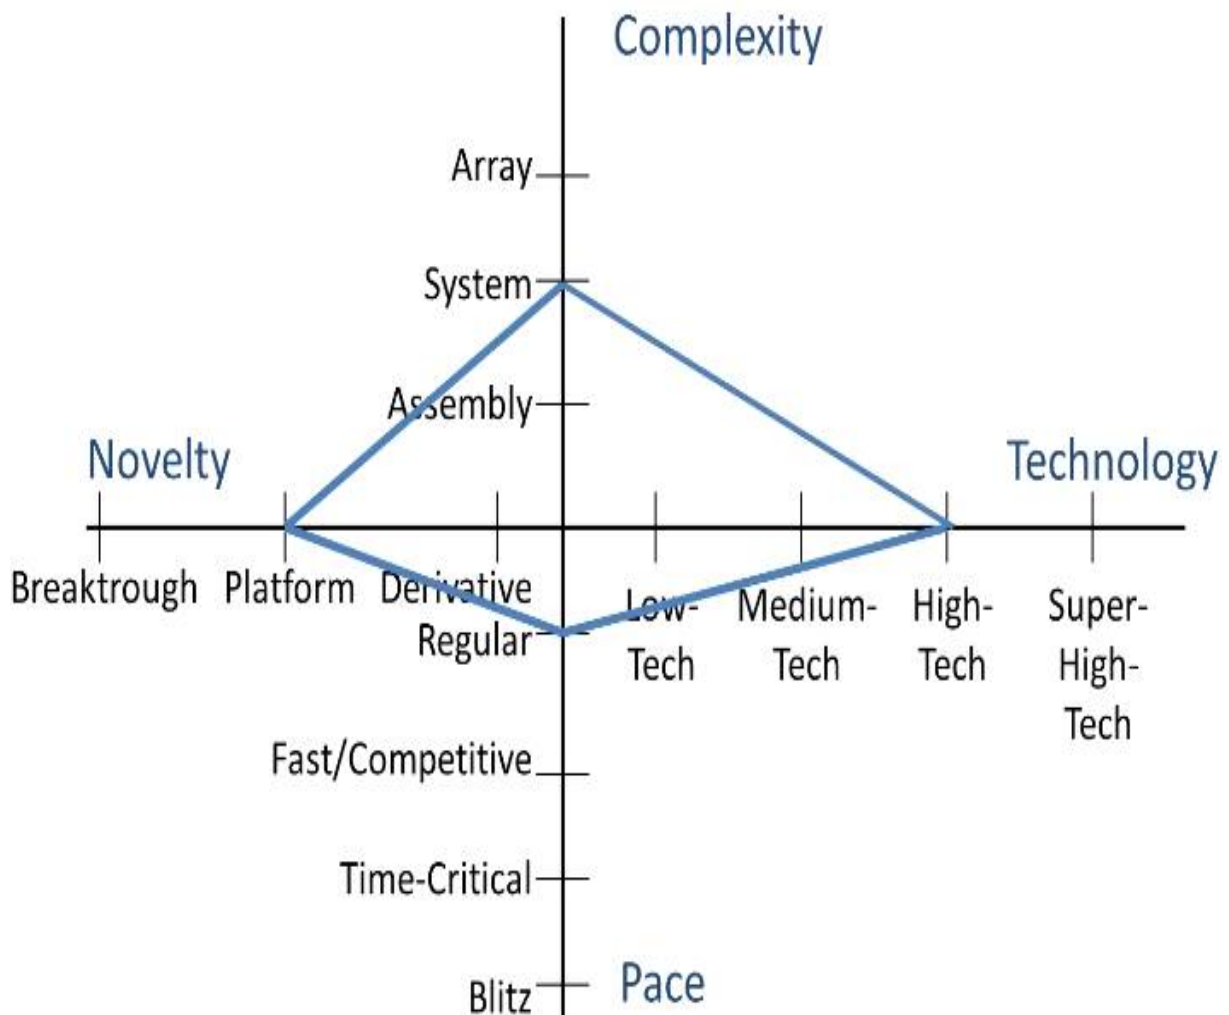 Complexity
Array
System
Assembly
Novelty
Technology
Breaktrough
Platform
Derivative
Regular
Low-
Tech
Medium-
Tech
High-
Tech
Super-
High-
Tech
Fast/Competitive
Time-Critical
Blitz
Pace